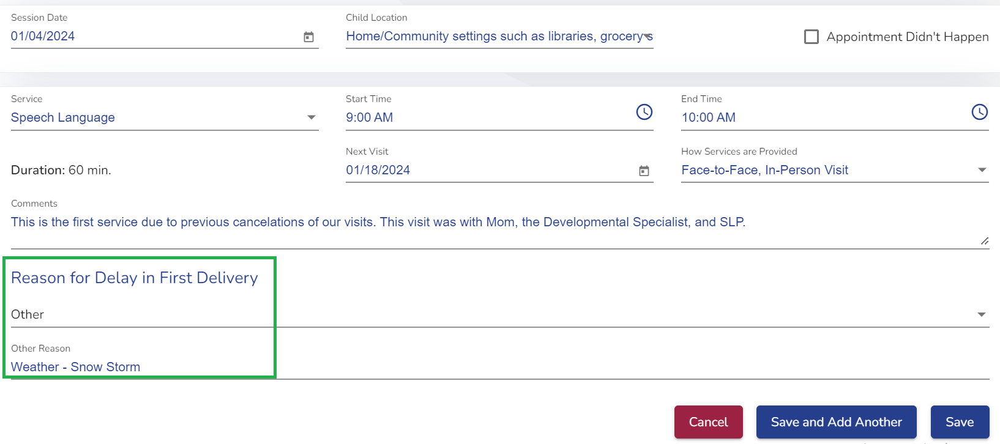 Session Date
01/04/2024
Child Location
Home/Community settings such as libraries, grocery s
Appointment Didn't Happen
Service
Speech Language
Start Time
9:00 AM
End Time
10:00 AM
Duration: 60 min.
Next Visit
01/18/2024
How Services are Provided
Face-to-Face, In-Person Visit
Comments
This is the first service due to previous cancelations of our visits. This visit was with Mom, the Developmental Specialist, and SLP.
Reason for Delay in First Delivery
Other
Other Reason
Weather - Snow Storm
Cancel
Save and Add Another
Save